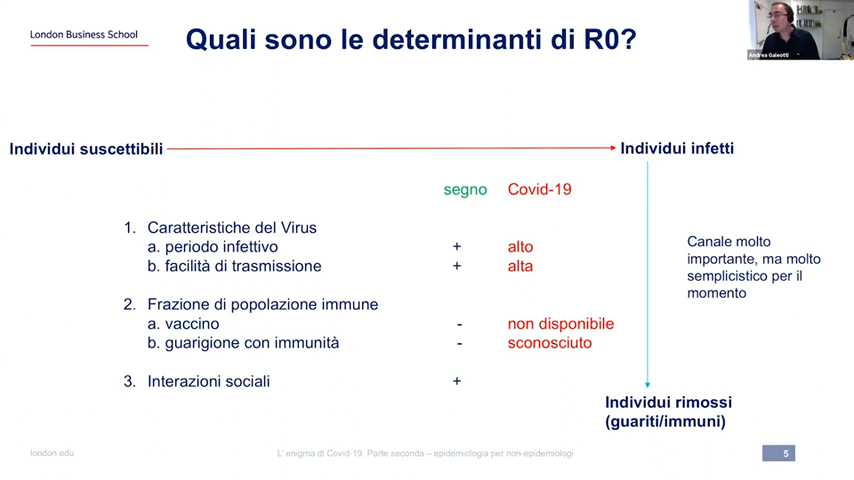 London Business School
Quali sono le determinanti di R0?
Andrea Galeotti
Individui suscettibili
Individui infetti
segno Covid-19
1. Caratteristiche del Virus
a. periodo infettivo + alto
b. facilità di trasmissione + alta
2. Frazione di popolazione immune
a. vaccino - non disponibile
b. guarigione con immunità - sconosciuto
3. Interazioni sociali +
Canale molto
importante, ma molto
semplicistico per il
momento
Individui rimossi
(guariti/immuni)
london.edu
L' enigma di Covid-19. Parte seconda – epidemiologia per non-epidemiologi
5